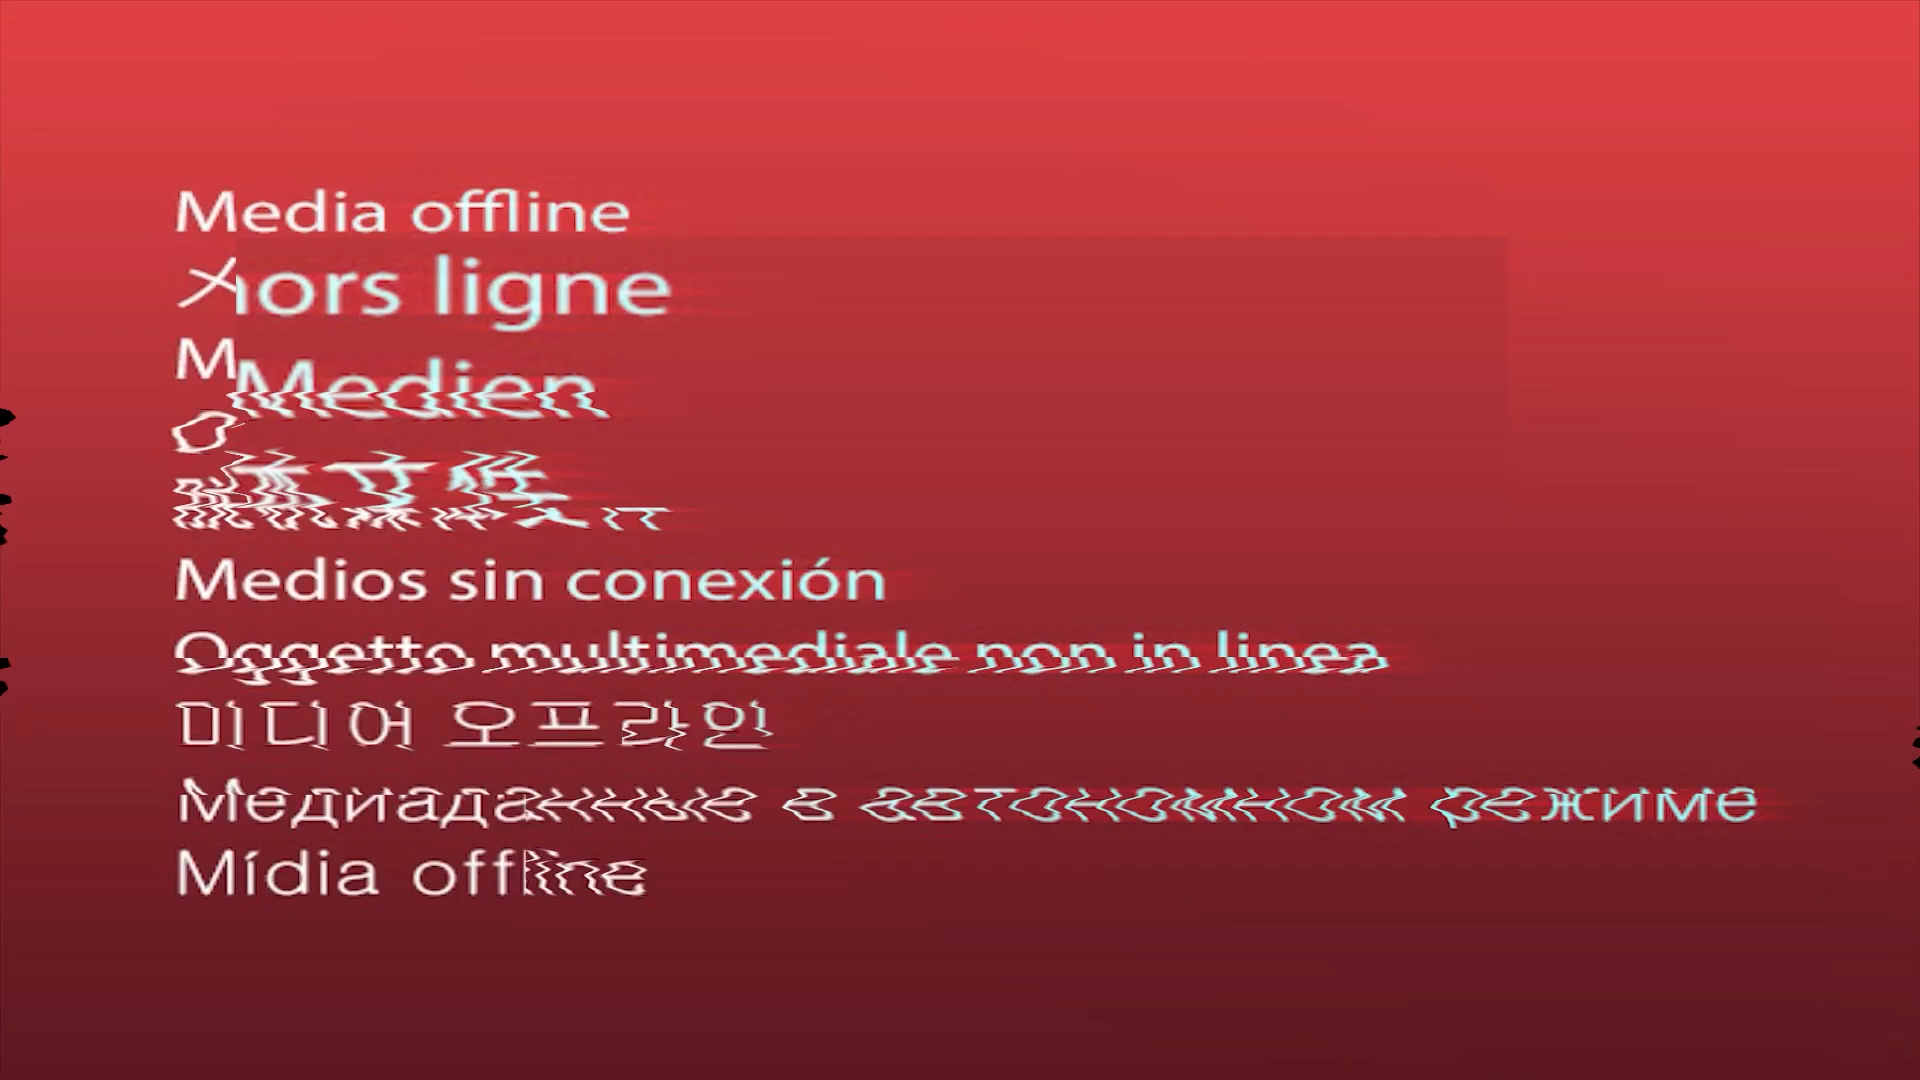 Media offline
メ ors ligne
M Medien
Medios sin conexión
Oggetto multimediale non in linea
미디어 오프라인
Медиаданные в автономном режиме
Mídia offline